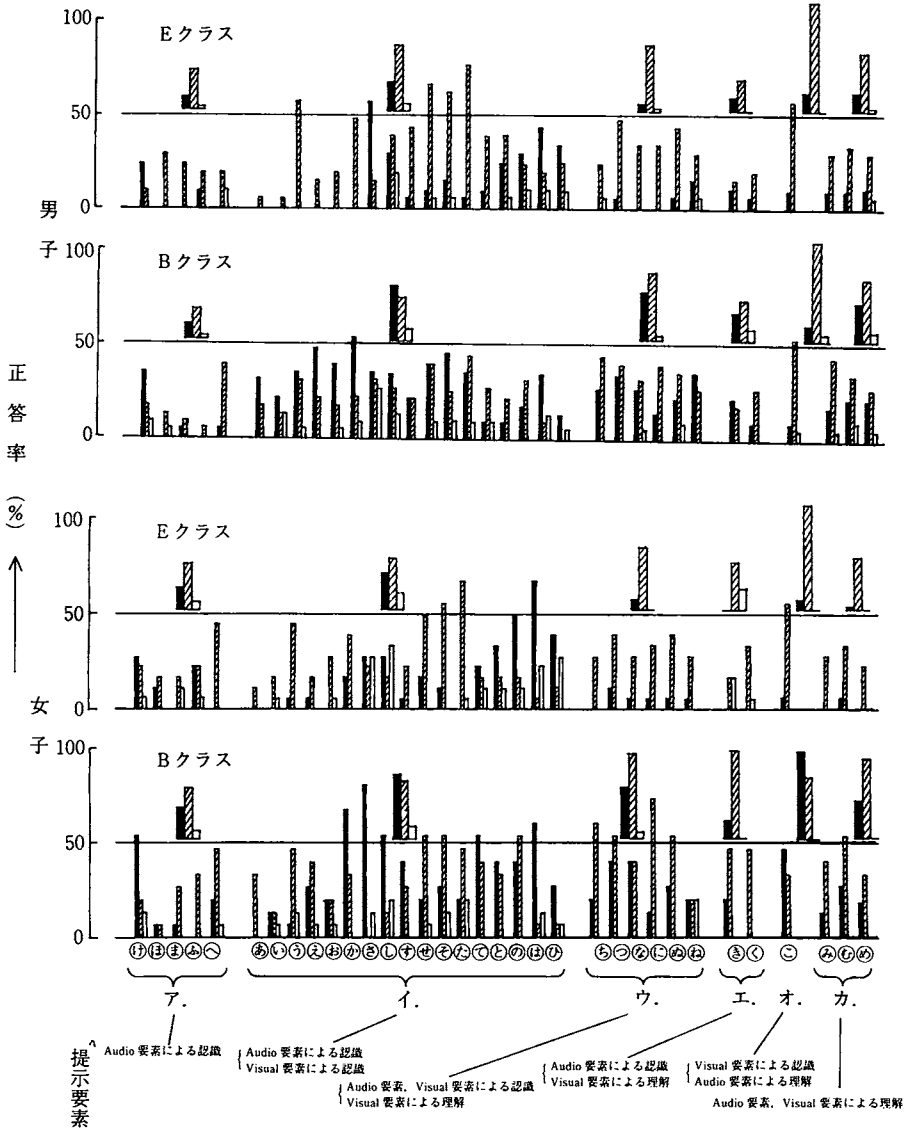 正答率(%)
男子
Eクラス
100
50
0
Bクラス
100
50
0
女子
Eクラス
100
50
0
Bクラス
100
50
0
け ほ ま ふ へ あ い う え お か さ し す せ そ た て と の は ひ ち つ な に ぬ ね き く こ み む め
ア. イ. ウ. エ. オ. カ.
提示要素
Audio 要素による認識
Audio 要素による認識
Visual 要素による認識
Audio 要素, Visual 要素による認識
Visual 要素による理解
Audio 要素による認識
Visual 要素による理解
Visual 要素による認識
Audio 要素による理解
Audio 要素, Visual 要素による理解